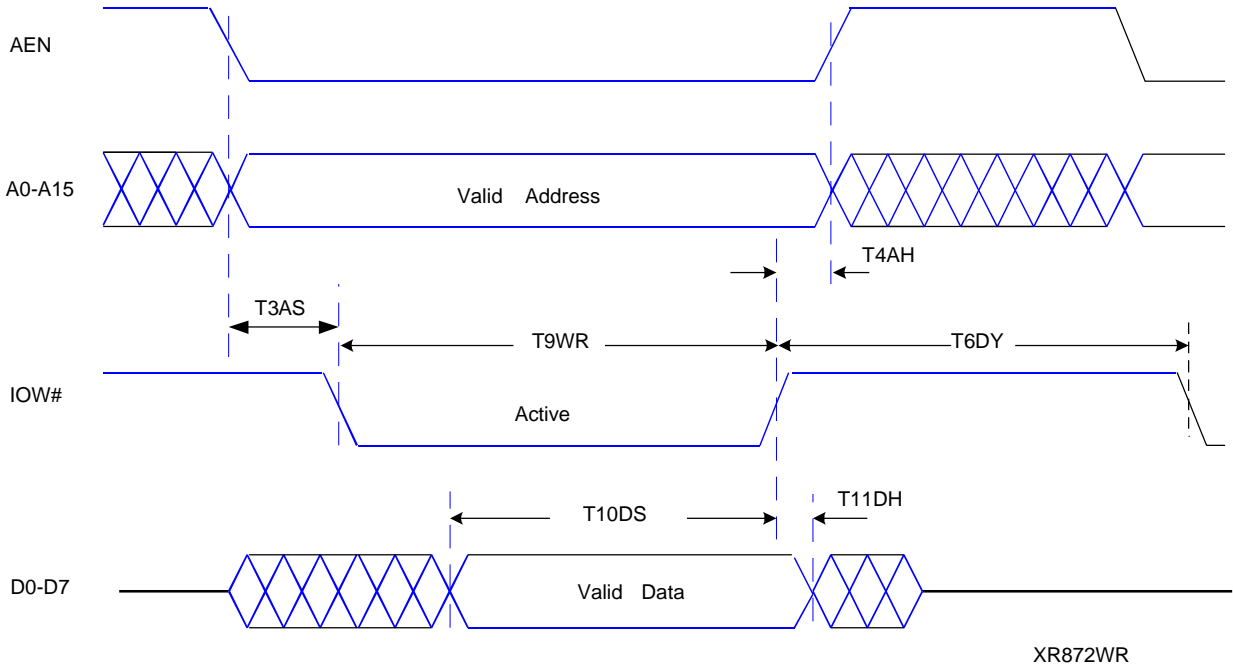 AEN
A0-A15
Valid Address
T4AH
T3AS
T9WR
T6DY
IOW#
Active
T10DS
T11DH
D0-D7
Valid Data
XR872WR